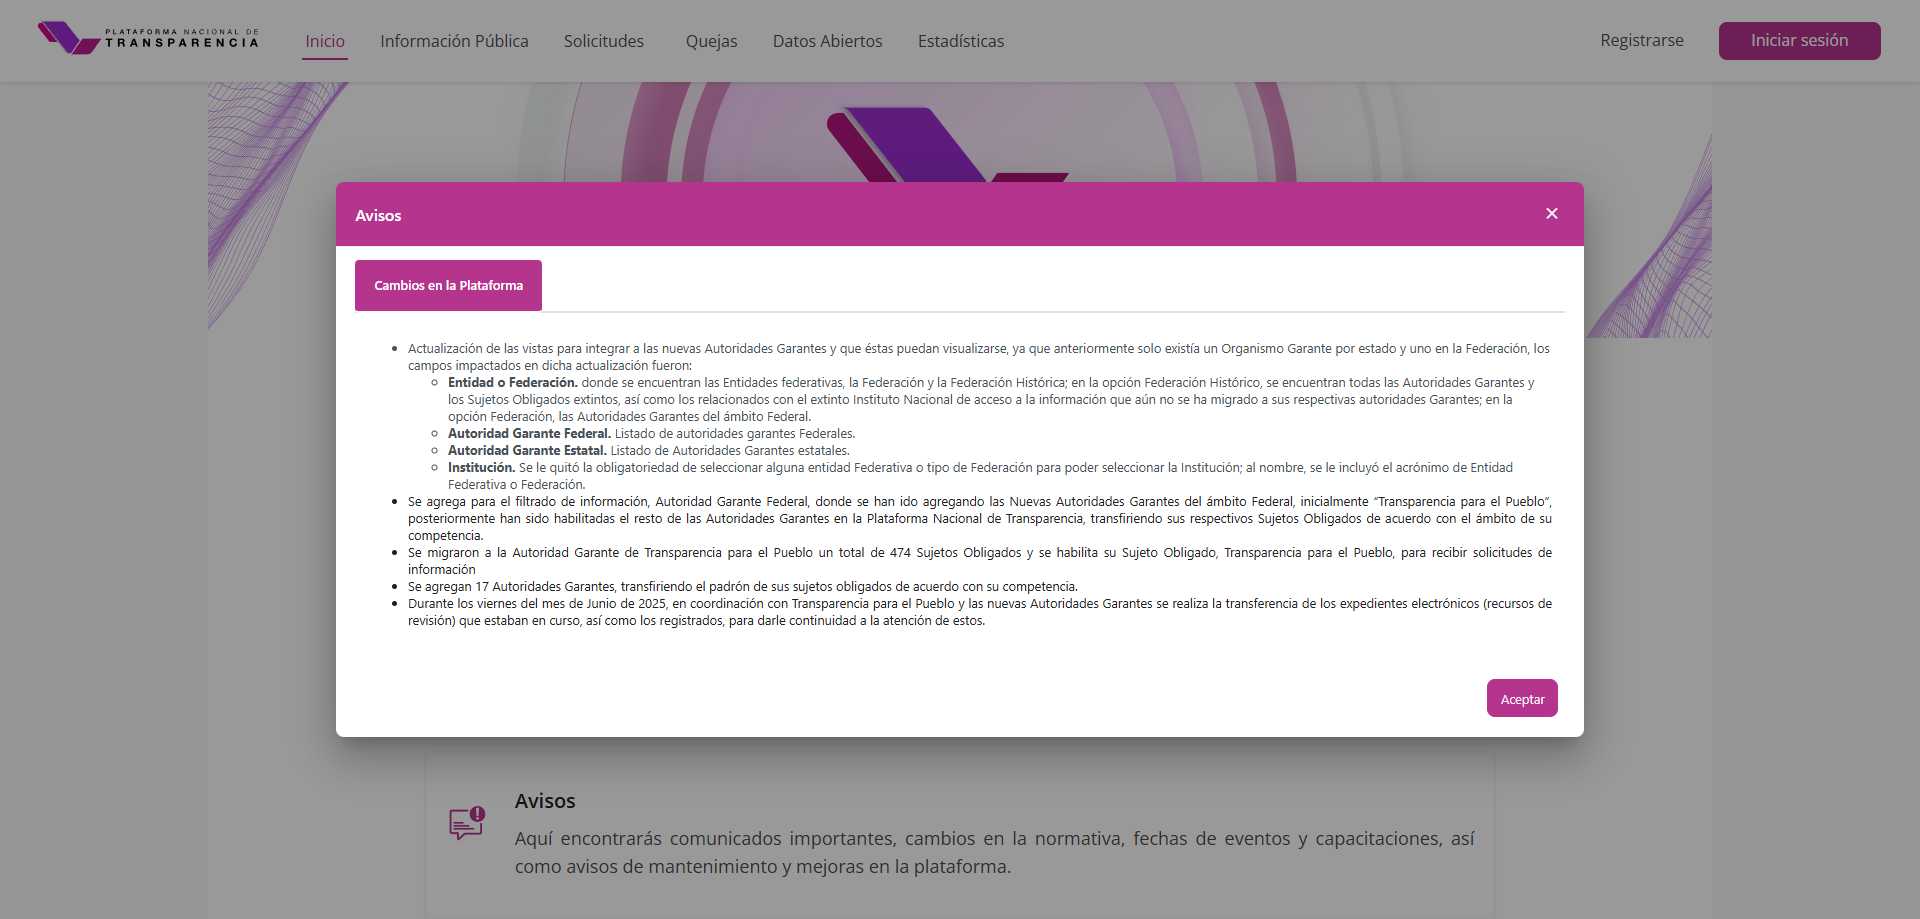 PLATAFORMA NACIONAL DE
TRANSPARENCIA
Inicio
Información Pública
Solicitudes
Quejas
Datos Abiertos
Estadísticas
Registrarse
Iniciar sesión
Avisos
Cambios en la Plataforma
Actualización de las vistas para integrar a las nuevas Autoridades Garantes y que éstas puedan visualizarse, ya que anteriormente solo existía un Organismo Garante por estado y uno en la Federación, los
campos impactados en dicha actualización fueron:
Entidad o Federación. donde se encuentran las Entidades federativas, la Federación y la Federación Histórica; en la opción Federación Histórico, se encuentran todas las Autoridades Garantes y
los Sujetos Obligados extintos, así como los relacionados con el extinto Instituto Nacional de acceso a la información que aún no se ha migrado a sus respectivas autoridades Garantes; en la
opción Federación, las Autoridades Garantes del ámbito Federal.
Autoridad Garante Federal. Listado de autoridades garantes Federales.
Autoridad Garante Estatal. Listado de Autoridades Garantes estatales.
Institución. Se le quitó la obligatoriedad de seleccionar alguna entidad Federativa o tipo de Federación para poder seleccionar la Institución; al nombre, se le incluyó el acrónimo de Entidad
Federativa o Federación.
Se agrega para el filtrado de información, Autoridad Garante Federal, donde se han ido agregando las Nuevas Autoridades Garantes del ámbito Federal, inicialmente “Transparencia para el Pueblo”,
posteriormente han sido habilitadas el resto de las Autoridades Garantes en la Plataforma Nacional de Transparencia, transfiriendo sus respectivos Sujetos Obligados de acuerdo con el ámbito de su
competencia.
Se migraron a la Autoridad Garante de Transparencia para el Pueblo un total de 474 Sujetos Obligados y se habilita su Sujeto Obligado, Transparencia para el Pueblo, para recibir solicitudes de
información
Se agregan 17 Autoridades Garantes, transfiriendo el padrón de sus sujetos obligados de acuerdo con su competencia.
Durante los viernes del mes de Junio de 2025, en coordinación con Transparencia para el Pueblo y las nuevas Autoridades Garantes se realiza la transferencia de los expedientes electrónicos (recursos de
revisión) que estaban en curso, así como los registrados, para darle continuidad a la atención de estos.
Aceptar
Avisos
Aquí encontrarás comunicados importantes, cambios en la normativa, fechas de eventos y capacitaciones, así
como avisos de mantenimiento y mejoras en la plataforma.